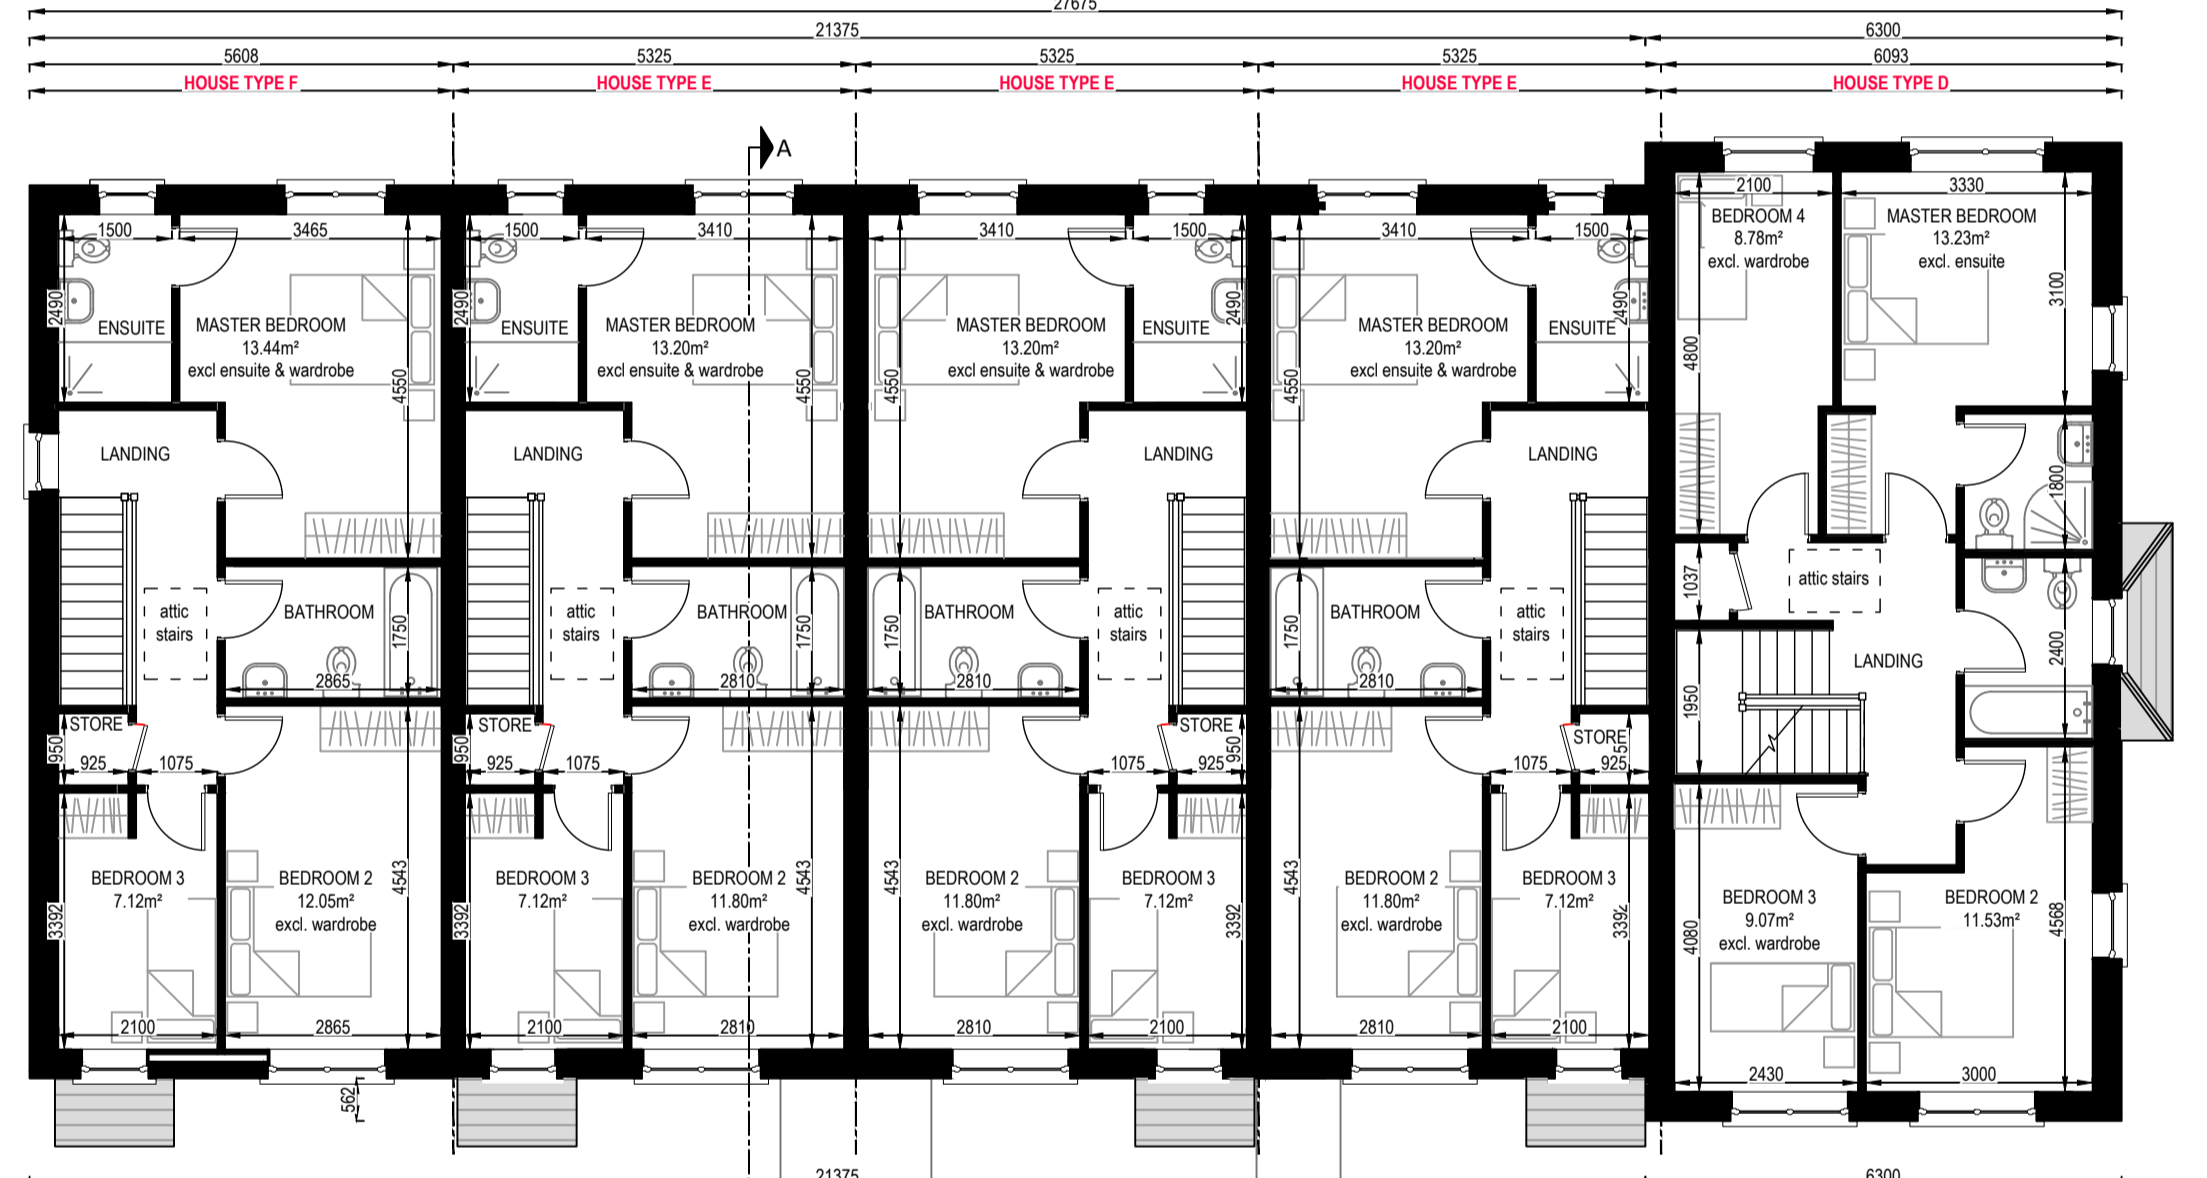 27675
21375
6300
5608
5325
5325
5325
6093
HOUSE TYPE F
HOUSE TYPE E
HOUSE TYPE E
HOUSE TYPE E
HOUSE TYPE D
A
1500
3465
2490
ENSUITE
MASTER BEDROOM
13.44m²
excl ensuite & wardrobe
4550
LANDING
attic
stairs
BATHROOM
1750
2865
STORE
950
925
1075
BEDROOM 3
7.12m²
3392
2100
BEDROOM 2
12.05m²
excl. wardrobe
4543
2865
562
1500
3410
2490
ENSUITE
MASTER BEDROOM
13.20m²
excl ensuite & wardrobe
4550
LANDING
attic
stairs
BATHROOM
1750
2810
STORE
950
925
1075
BEDROOM 3
7.12m²
3392
2100
BEDROOM 2
11.80m²
excl. wardrobe
4543
2810
3410
1500
2490
ENSUITE
MASTER BEDROOM
13.20m²
excl ensuite & wardrobe
4550
LANDING
attic
stairs
BATHROOM
1750
2810
STORE
950
1075
925
BEDROOM 2
11.80m²
excl. wardrobe
4543
2810
BEDROOM 3
7.12m²
3392
2100
3410
1500
2490
ENSUITE
MASTER BEDROOM
13.20m²
excl ensuite & wardrobe
4550
LANDING
attic
stairs
BATHROOM
1750
2810
STORE
950
1075
925
BEDROOM 2
11.80m²
excl. wardrobe
4543
2810
BEDROOM 3
7.12m²
3392
2100
2100
BEDROOM 4
8.78m²
excl. wardrobe
4800
3330
MASTER BEDROOM
13.23m²
excl. ensuite
3100
1800
1037
attic stairs
LANDING
2400
1950
BEDROOM 3
9.07m²
excl. wardrobe
4080
2430
BEDROOM 2
11.53m²
4568
3000
21375
6300